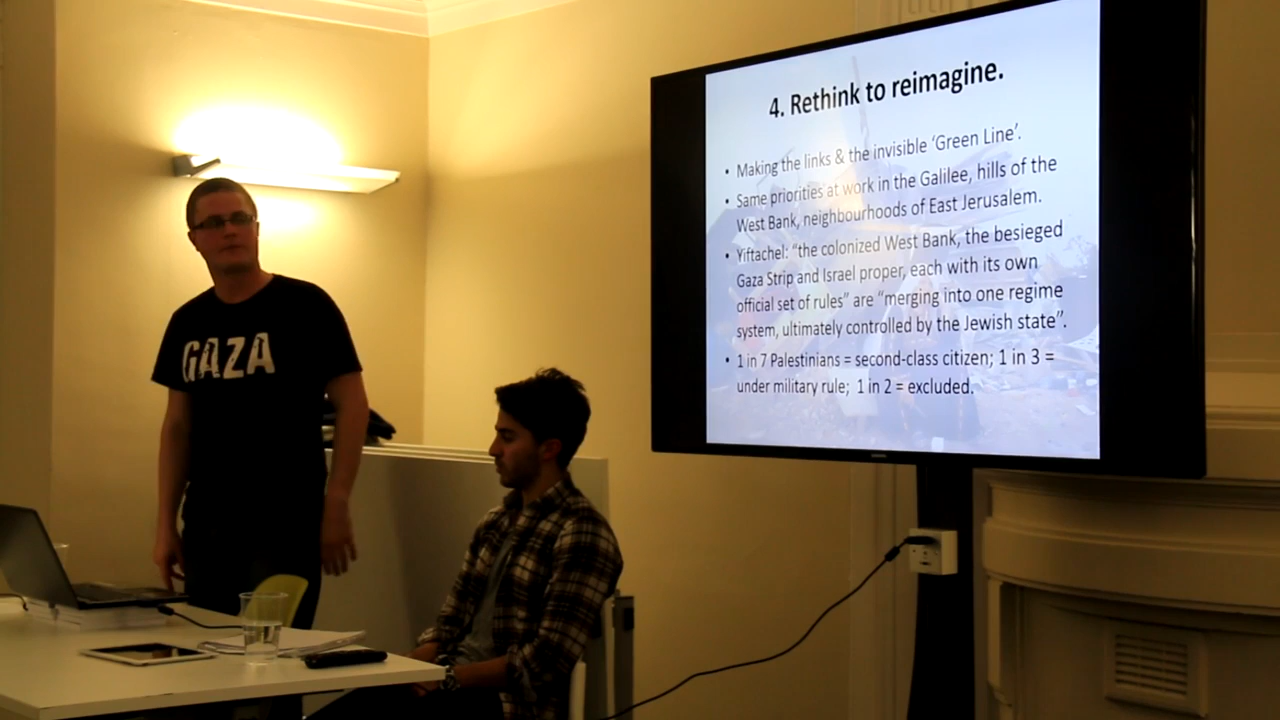 4. Rethink to reimagine.
• Making the links & the invisible 'Green Line'.
• Same priorities at work in the Galilee, hills of the
West Bank, neighbourhoods of East Jerusalem.
• Yiftachel: "the colonized West Bank, the besieged
Gaza Strip and Israel proper, each with its own
official set of rules" are "merging into one regime
system, ultimately controlled by the Jewish state".
• 1 in 7 Palestinians = second-class citizen; 1 in 3 =
under military rule; 1 in 2 = excluded.
GAZA